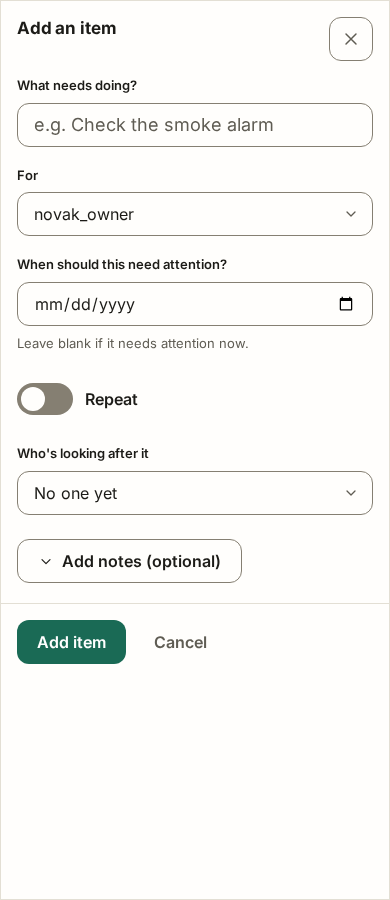 Add an item
What needs doing?
e.g. Check the smoke alarm
For
novak_owner
When should this need attention?
mm/dd/yyyy
Leave blank if it needs attention now.
Repeat
Who's looking after it
No one yet
Add notes (optional)
Add item
Cancel